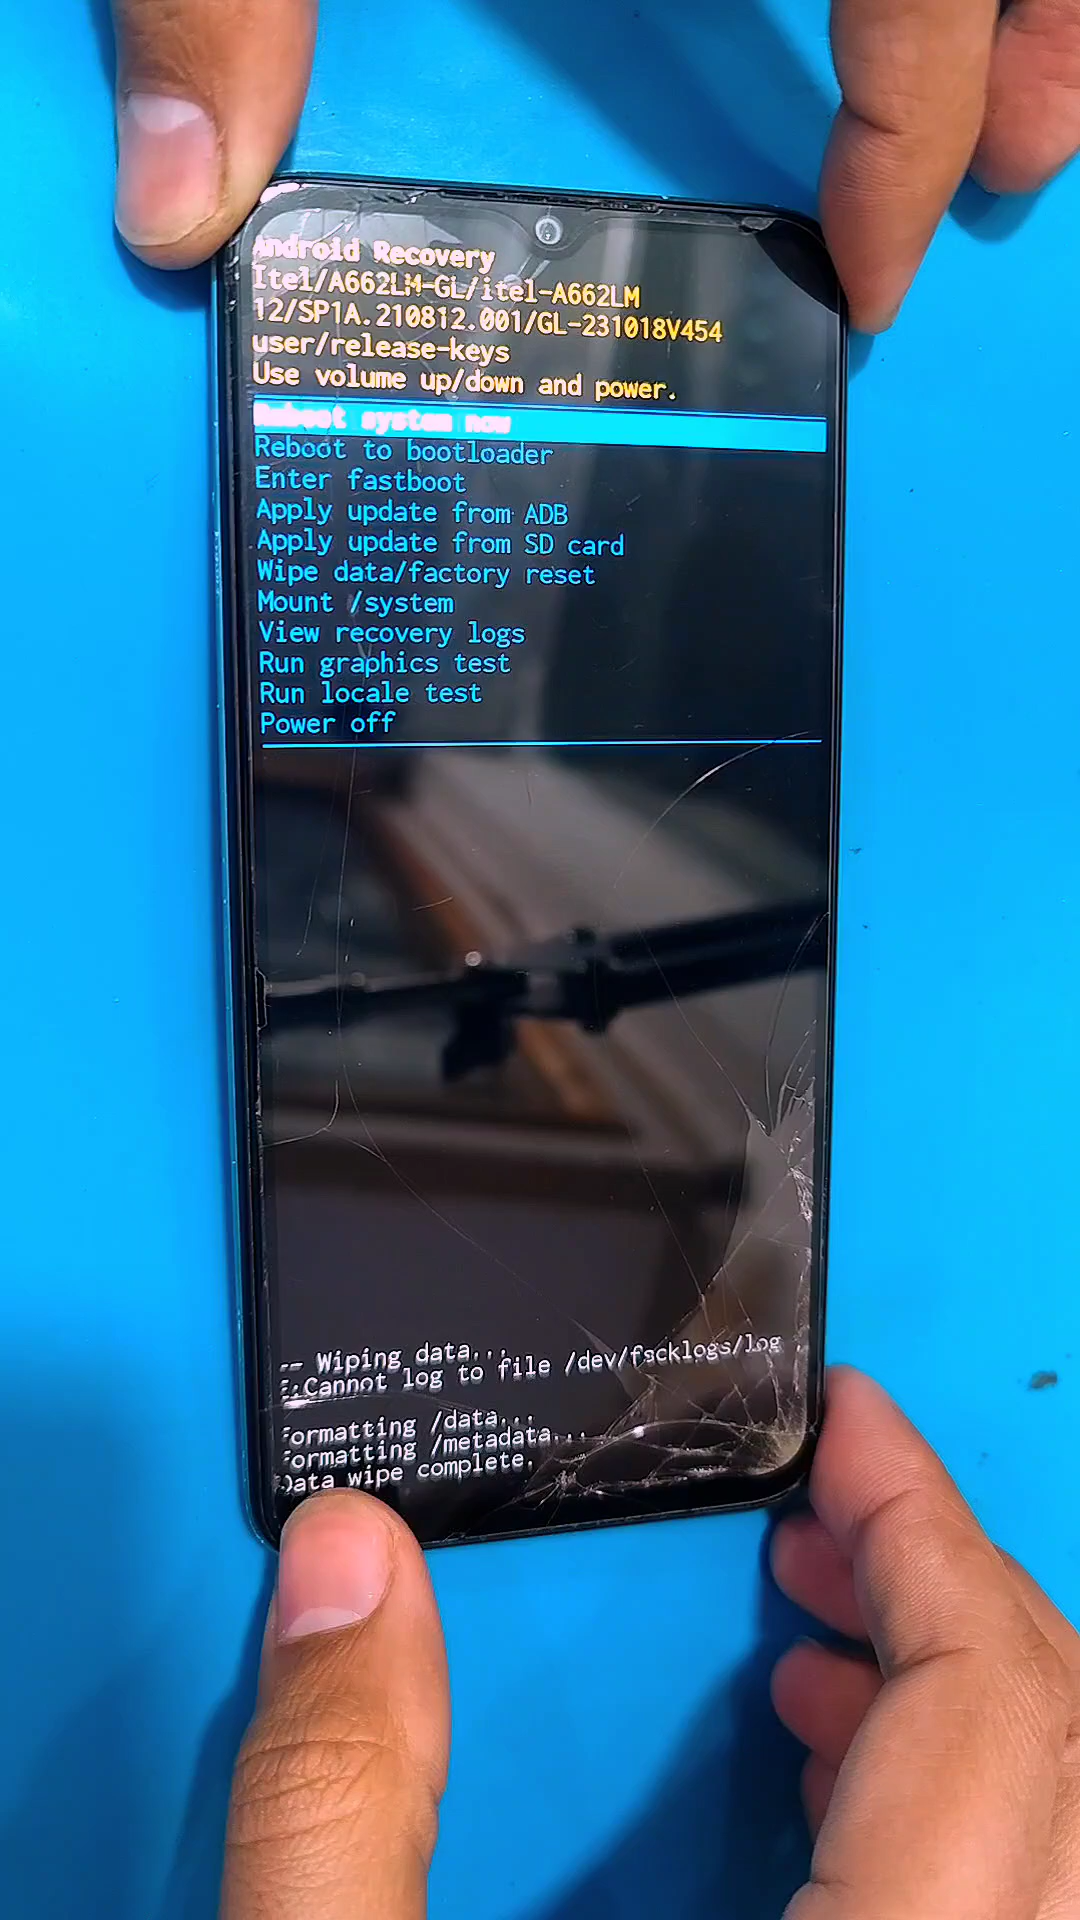 Android Recovery
Itel/A662LM-GL/itel-A662LM
12/SP1A.210812.001/GL-231018V454
user/release-keys
Use volume up/down and power.
Reboot system now
Reboot to bootloader
Enter fastboot
Apply update from ADB
Apply update from SD card
Wipe data/factory reset
Mount /system
View recovery logs
Run graphics test
Run locale test
Power off
-- Wiping data...
E:Cannot log to file /dev/fscklogs/log
Formatting /data...
Formatting /metadata...
Data wipe complete.